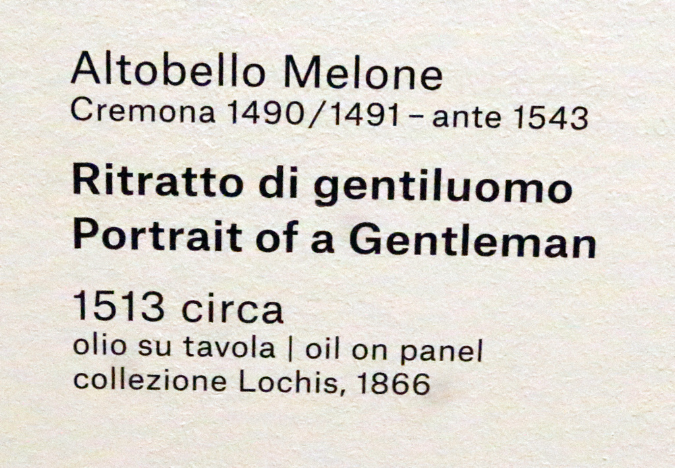 Altobello Melone
Cremona 1490/1491 – ante 1543
Ritratto di gentiluomo
Portrait of a Gentleman
1513 circa
olio su tavola | oil on panel
collezione Lochis, 1866